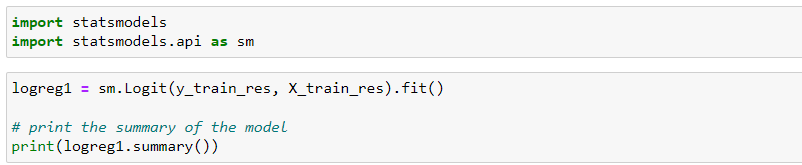 import statsmodels
import statsmodels.api as sm
logreg1 = sm.Logit(y_train_res, X_train_res).fit()
# print the summary of the model
print(logreg1.summary())